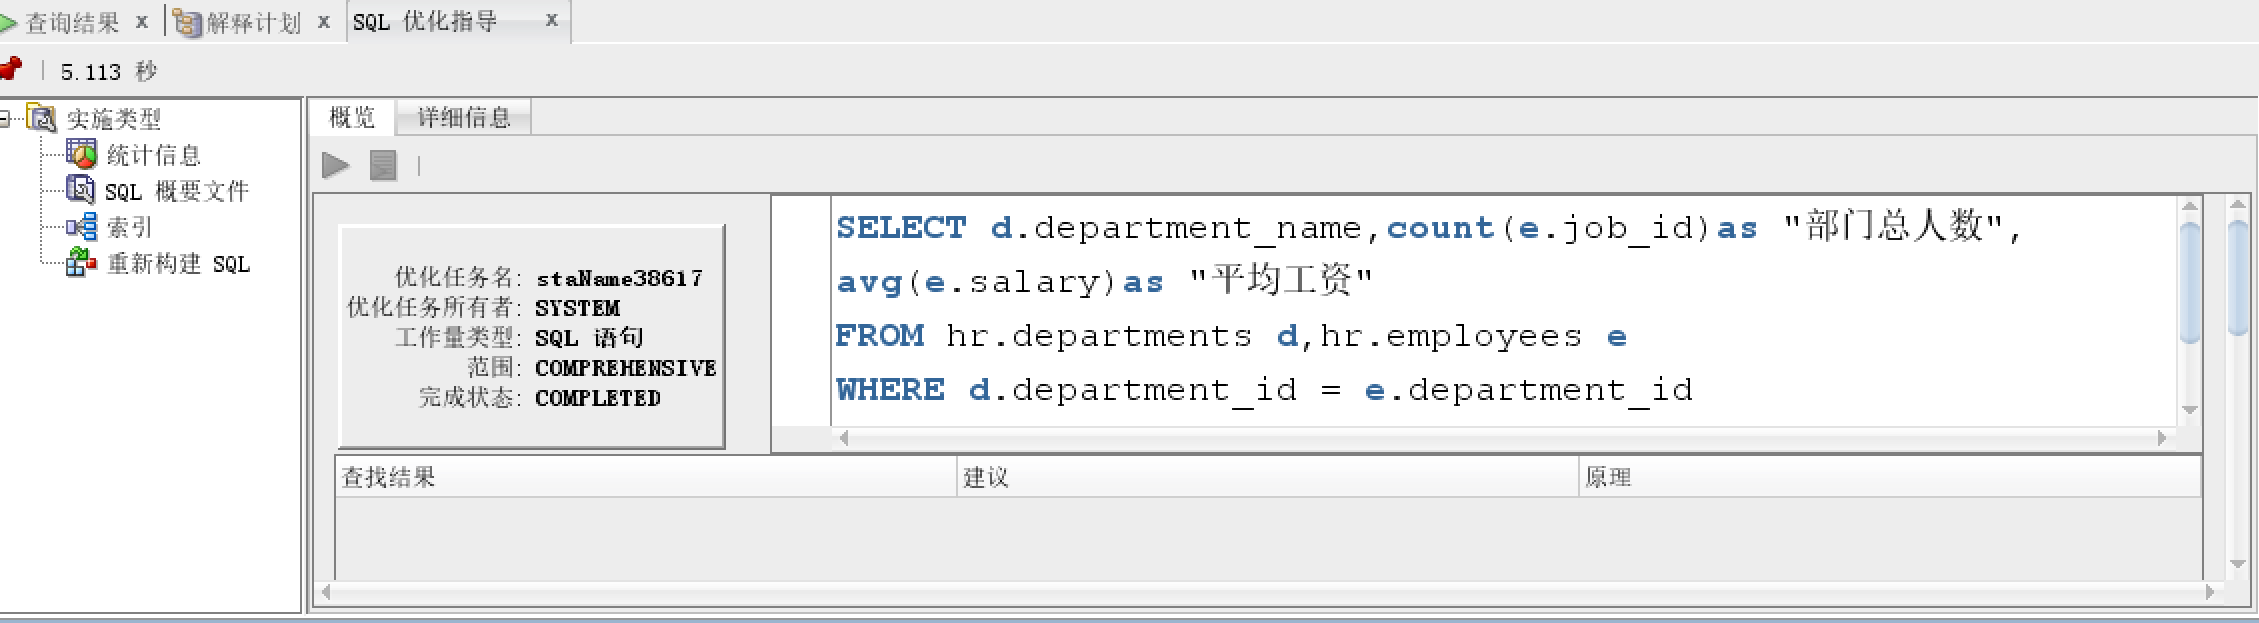 查询结果 x 解释计划 x SQL 优化指导 x
5.113 秒
实施类型
统计信息
SQL 概要文件
索引
重新构建 SQL
概览 详细信息
优化任务名: staName38617
优化任务所有者: SYSTEM
工作量类型: SQL 语句
范围: COMPREHENSIVE
完成状态: COMPLETED
SELECT d.department_name,count(e.job_id)as "部门总人数",
avg(e.salary)as "平均工资"
FROM hr.departments d,hr.employees e
WHERE d.department_id = e.department_id
查找结果 建议 原理